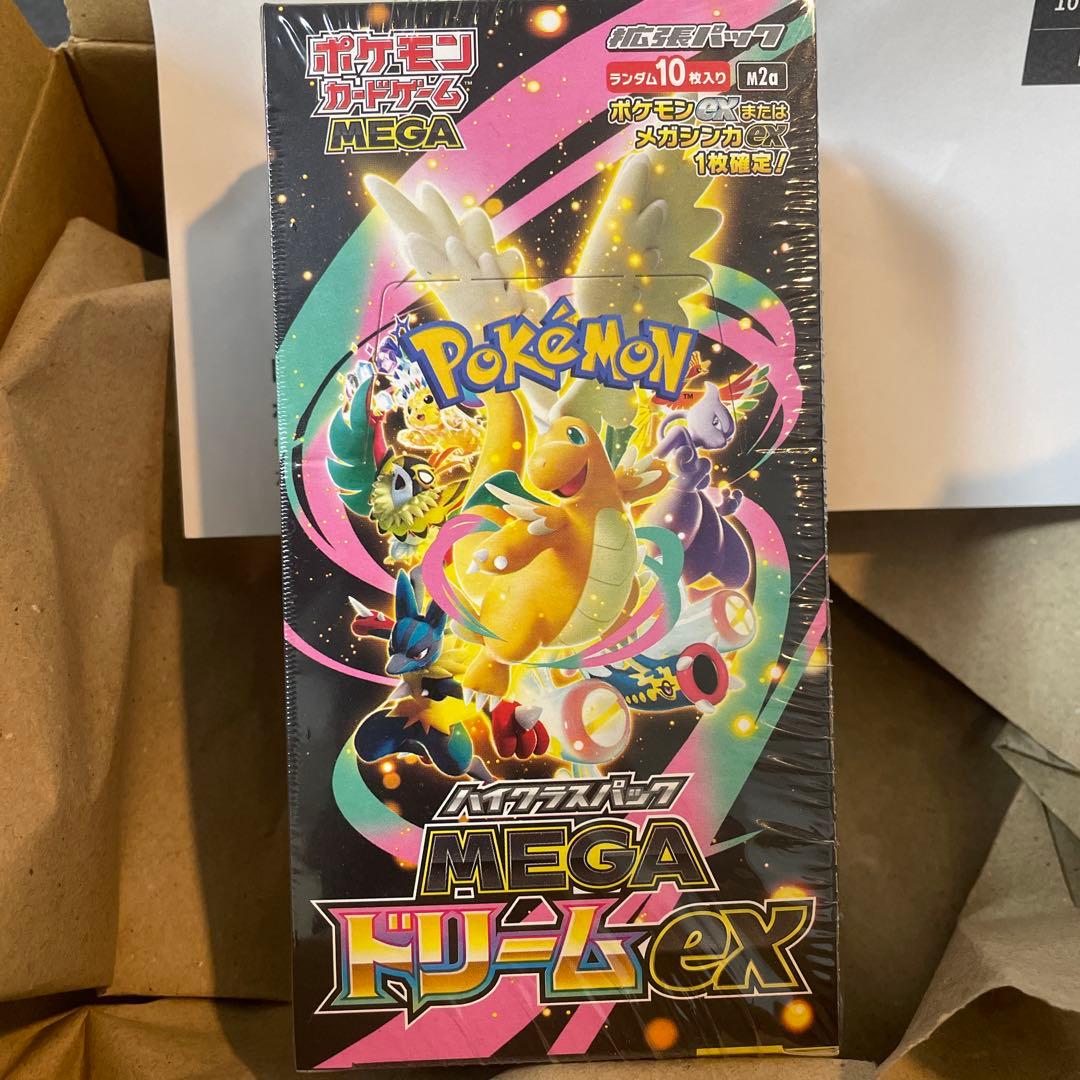 ポケモン
カードゲーム
MEGA
拡張パック
ランダム10枚入り M2a
ポケモンexまたは
メガシンカex
1枚確定!
POKéMON
TM
ハイクラスパック
MEGA
ドリームex
10